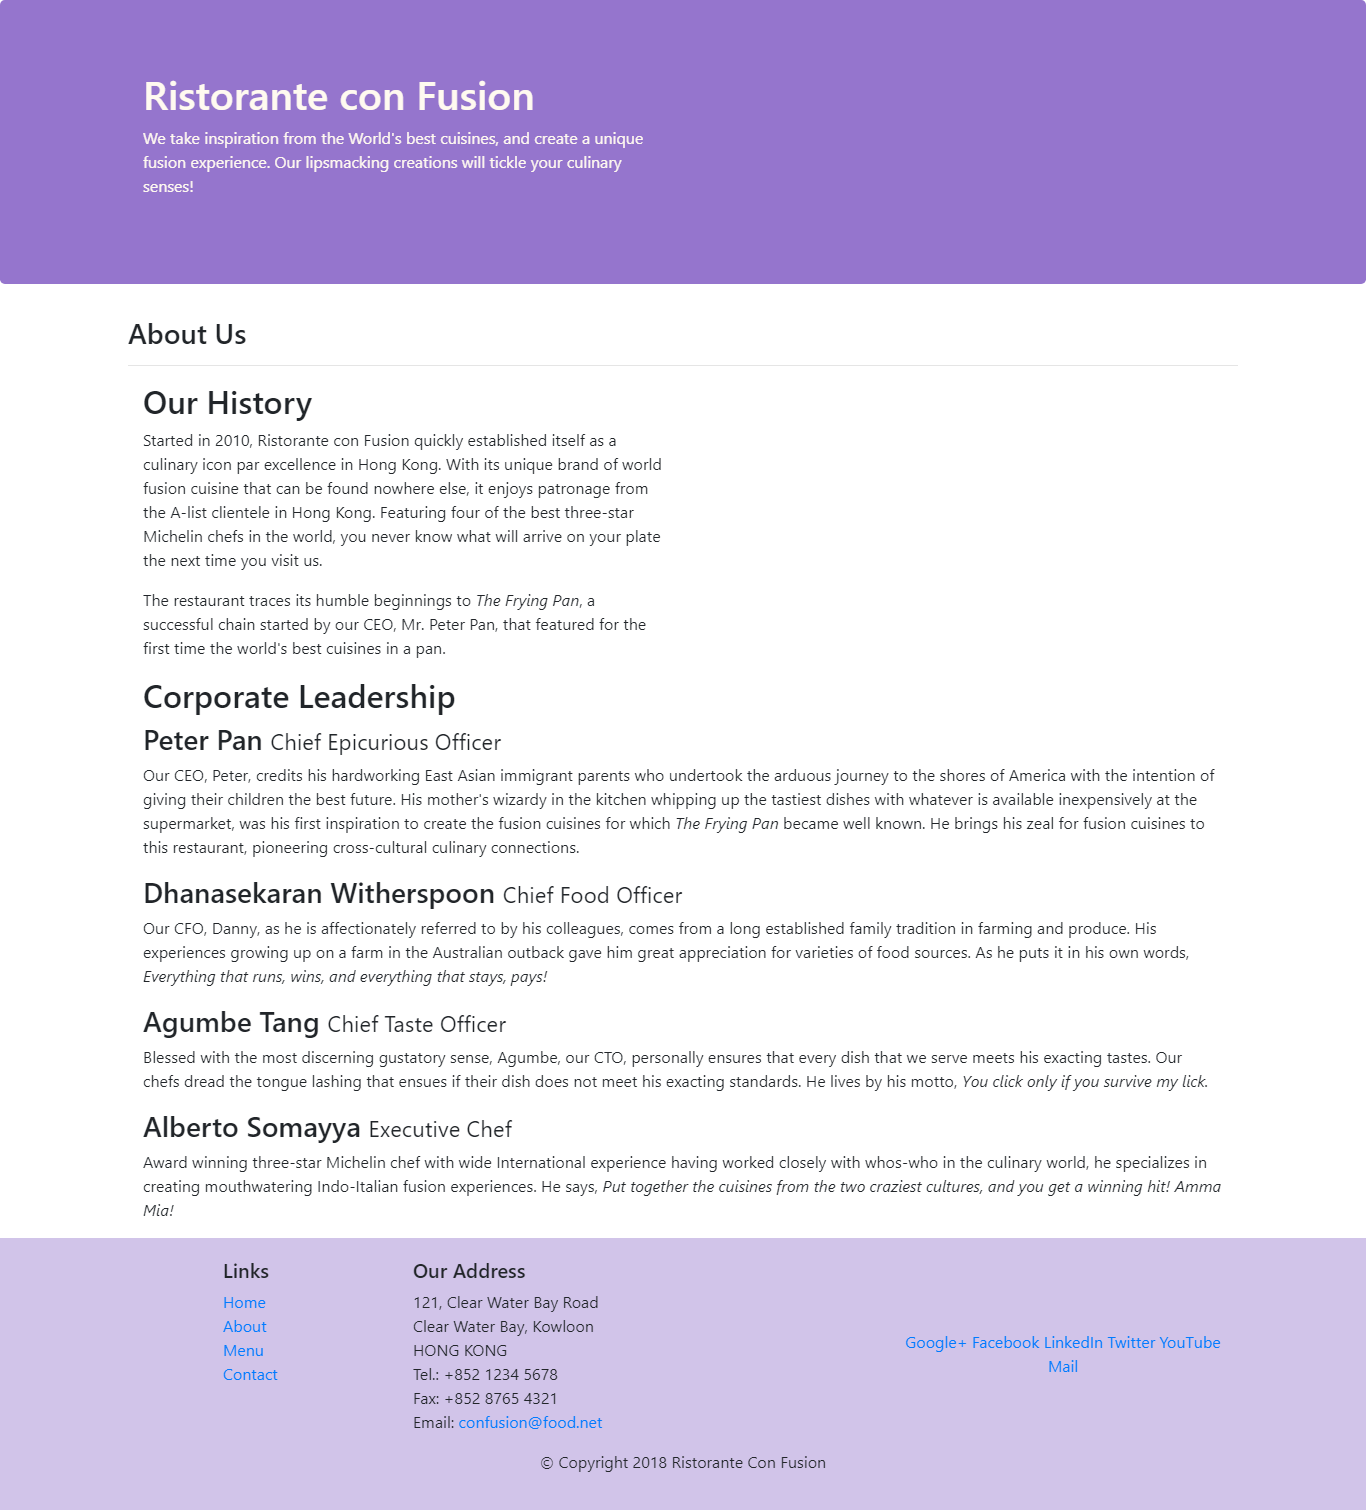 Ristorante con Fusion
We take inspiration from the World's best cuisines, and create a unique
fusion experience. Our lipsmacking creations will tickle your culinary
senses!
About Us
Our History
Started in 2010, Ristorante con Fusion quickly established itself as a
culinary icon par excellence in Hong Kong. With its unique brand of world
fusion cuisine that can be found nowhere else, it enjoys patronage from
the A-list clientele in Hong Kong. Featuring four of the best three-star
Michelin chefs in the world, you never know what will arrive on your plate
the next time you visit us.
The restaurant traces its humble beginnings to The Frying Pan, a
successful chain started by our CEO, Mr. Peter Pan, that featured for the
first time the world's best cuisines in a pan.
Corporate Leadership
Peter Pan Chief Epicurious Officer
Our CEO, Peter, credits his hardworking East Asian immigrant parents who undertook the arduous journey to the shores of America with the intention of
giving their children the best future. His mother's wizardy in the kitchen whipping up the tastiest dishes with whatever is available inexpensively at the
supermarket, was his first inspiration to create the fusion cuisines for which The Frying Pan became well known. He brings his zeal for fusion cuisines to
this restaurant, pioneering cross-cultural culinary connections.
Dhanasekaran Witherspoon Chief Food Officer
Our CFO, Danny, as he is affectionately referred to by his colleagues, comes from a long established family tradition in farming and produce. His
experiences growing up on a farm in the Australian outback gave him great appreciation for varieties of food sources. As he puts it in his own words,
Everything that runs, wins, and everything that stays, pays!
Agumbe Tang Chief Taste Officer
Blessed with the most discerning gustatory sense, Agumbe, our CTO, personally ensures that every dish that we serve meets his exacting tastes. Our
chefs dread the tongue lashing that ensues if their dish does not meet his exacting standards. He lives by his motto, You click only if you survive my lick.
Alberto Somayya Executive Chef
Award winning three-star Michelin chef with wide International experience having worked closely with whos-who in the culinary world, he specializes in
creating mouthwatering Indo-Italian fusion experiences. He says, Put together the cuisines from the two craziest cultures, and you get a winning hit! Amma
Mia!
Links
Home
About
Menu
Contact
Our Address
121, Clear Water Bay Road
Clear Water Bay, Kowloon
HONG KONG
Tel.: +852 1234 5678
Fax: +852 8765 4321
Email: confusion@food.net
Google+ Facebook LinkedIn Twitter YouTube
Mail
© Copyright 2018 Ristorante Con Fusion